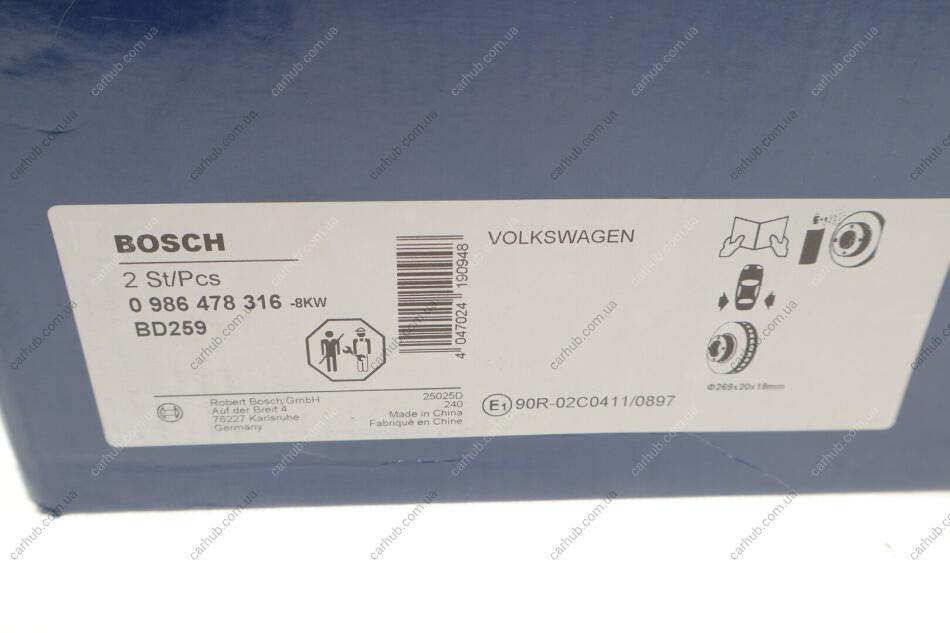 BOSCH
2 St/Pcs
0 986 478 316 -8KW
BD259
4 047024 190948
VOLKSWAGEN
Φ269x20x18mm
Robert Bosch GmbH
Auf der Breit 4
76227 Karlsruhe
Germany
25025D
240
Made in China
Fabriqué en Chine
E1 90R-02C0411/0897
carhub.com.ua